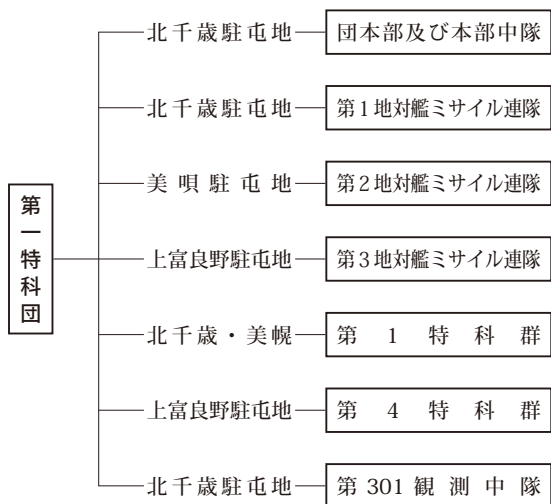 第一特科団
北千歳駐屯地 団本部及び本部中隊
北千歳駐屯地 第1地対艦ミサイル連隊
美唄駐屯地 第2地対艦ミサイル連隊
上富良野駐屯地 第3地対艦ミサイル連隊
北千歳・美幌 第1特科群
上富良野駐屯地 第4特科群
北千歳駐屯地 第301観測中隊